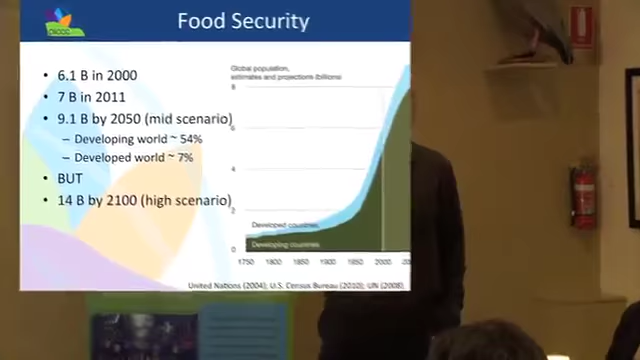 Food Security
• 6.1 B in 2000
• 7 B in 2011
• 9.1 B by 2050 (mid scenario)
– Developing world ~ 54%
– Developed world ~ 7%
• BUT
• 14 B by 2100 (high scenario)
Global population,
estimates and projections (billions)
8
6
4
2
0
Developed countries
Developing countries
1750 1800 1850 1900 1950 2000
United Nations (2004); U.S. Census Bureau (2010); UN (2008),